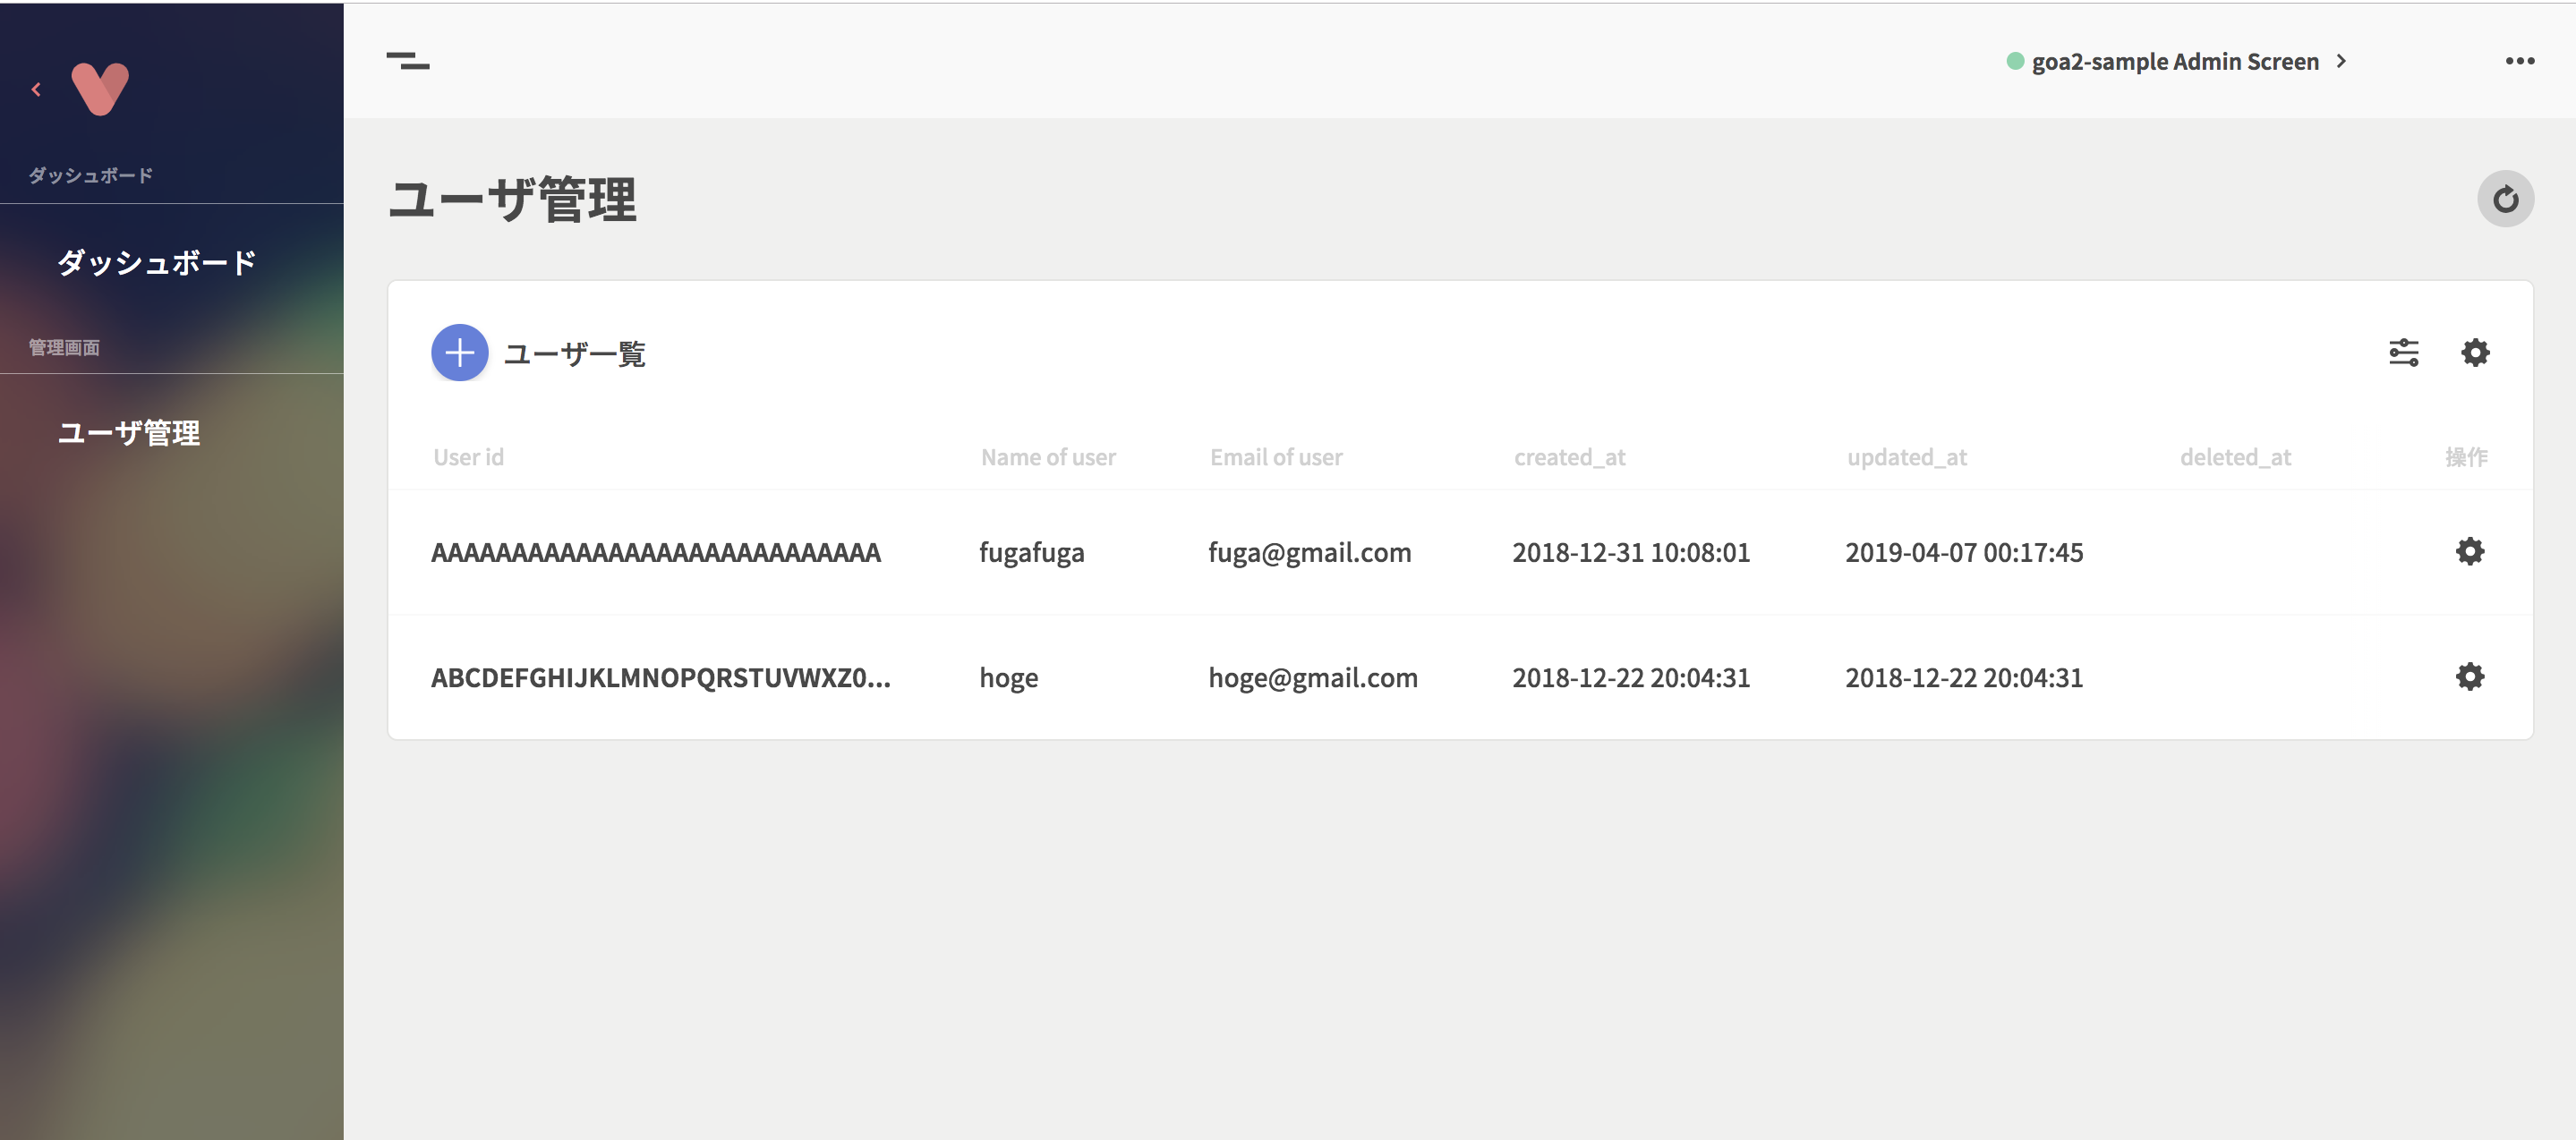 ダッシュボード
ダッシュボード
管理画面
ユーザ管理
goa2-sample Admin Screen
ユーザ管理
ユーザ一覧
User id Name of user Email of user created_at updated_at deleted_at 操作
AAAAAAAAAAAAAAAAAAAAAAAAAAAA fugafuga fuga@gmail.com 2018-12-31 10:08:01 2019-04-07 00:17:45
ABCDEFGHIJKLMNOPQRSTUVWXZ0... hoge hoge@gmail.com 2018-12-22 20:04:31 2018-12-22 20:04:31